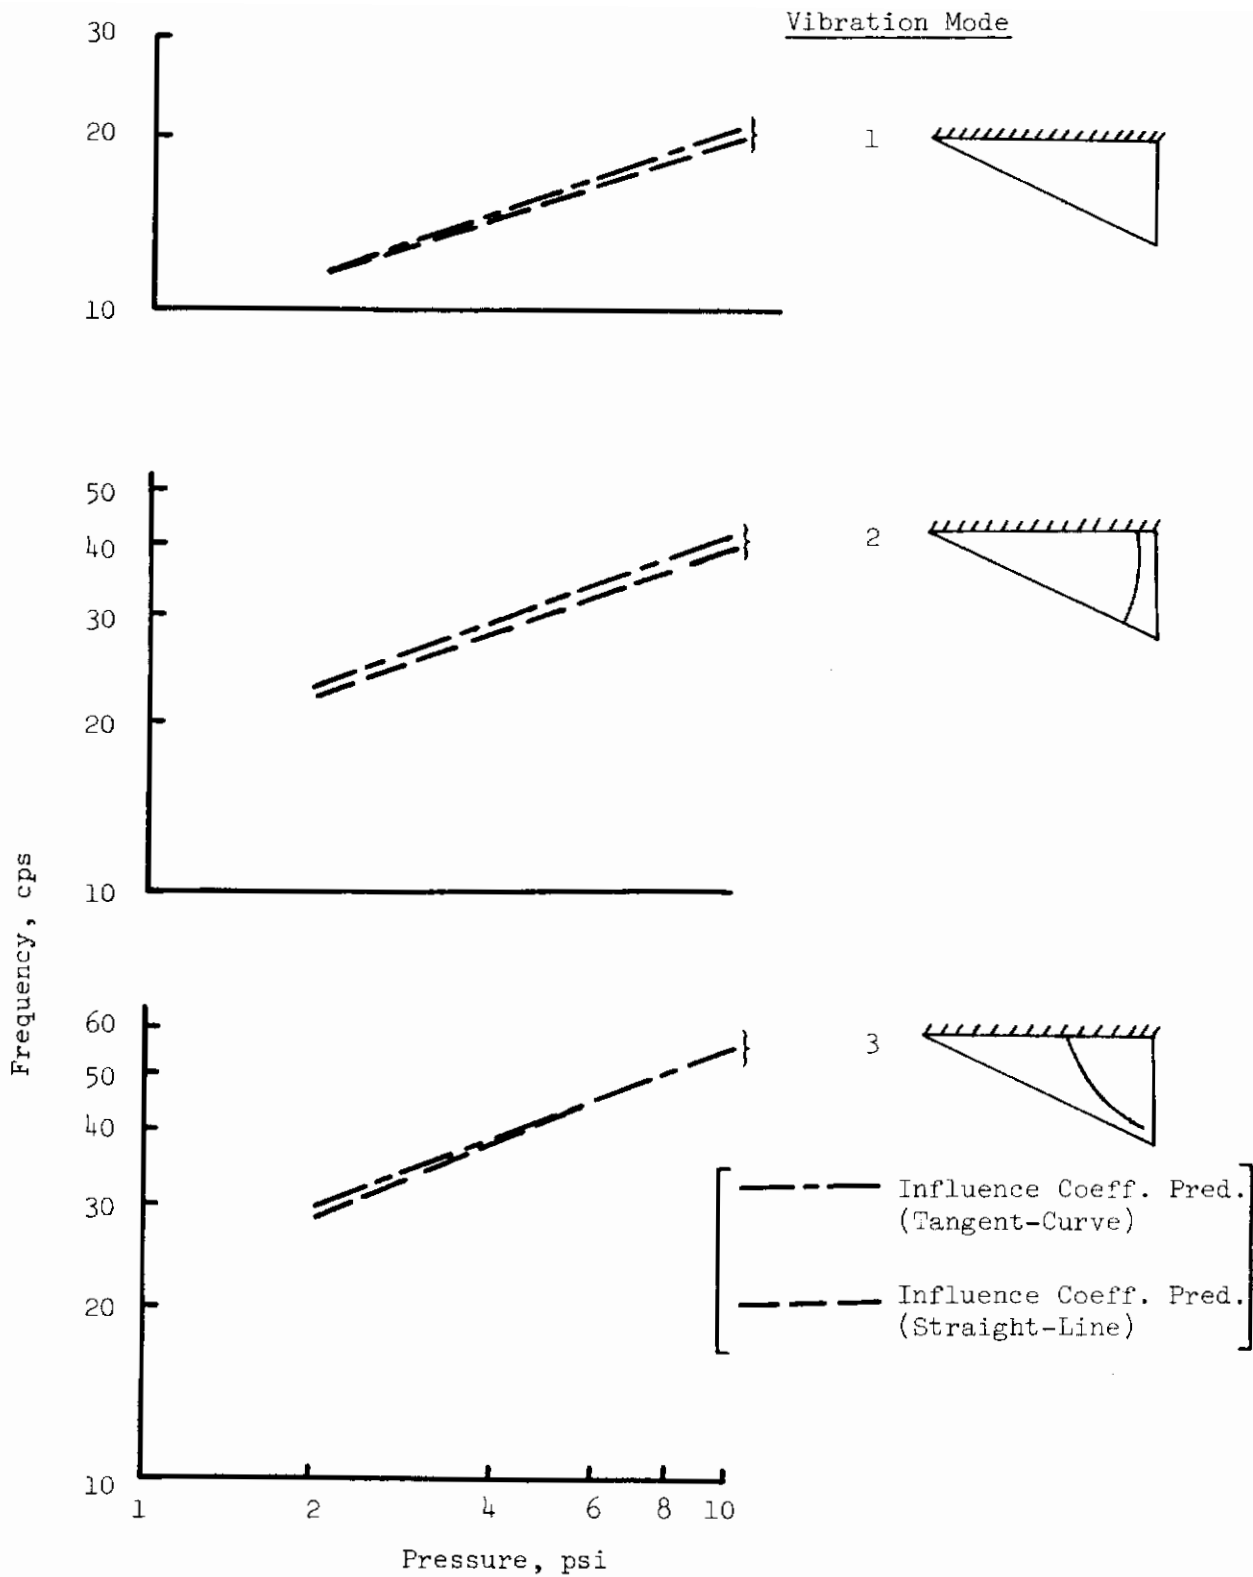 Vibration Mode
30
20
10
1
50
40
30
20
10
2
Frequency, cps
60
50
40
30
20
10
3
Influence Coeff. Pred.
(Tangent-Curve)
Influence Coeff. Pred.
(Straight-Line)
1 2 4 6 8 10
Pressure, psi